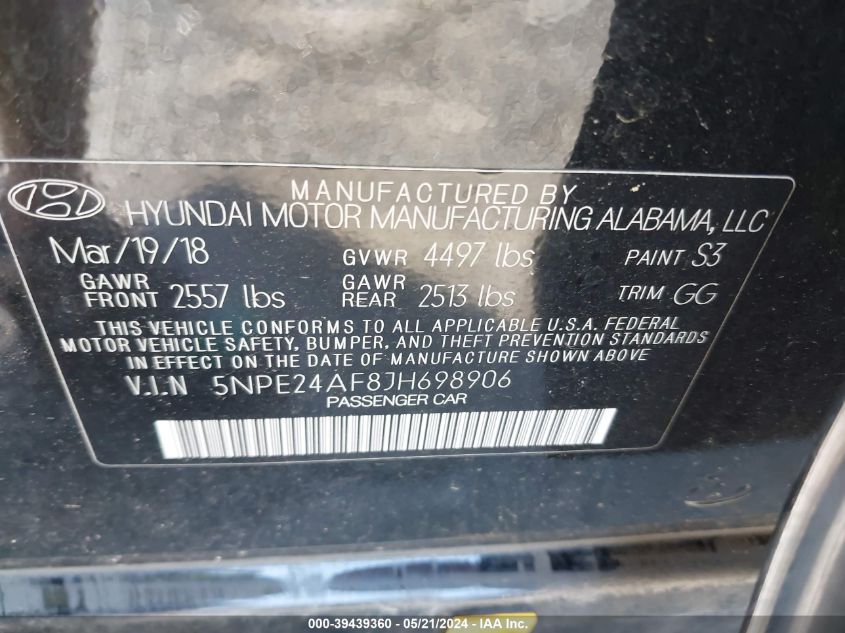 MANUFACTURED BY
HYUNDAI MOTOR MANUFACTURING ALABAMA, LLC
Mar/19/18 GVWR 4497 lbs PAINT S3
GAWR FRONT 2557 lbs GAWR REAR 2513 lbs TRIM GG
THIS VEHICLE CONFORMS TO ALL APPLICABLE U.S.A. FEDERAL
MOTOR VEHICLE SAFETY, BUMPER, AND THEFT PREVENTION STANDARDS
IN EFFECT ON THE DATE OF MANUFACTURE SHOWN ABOVE
V.I.N 5NPE24AF8JH698906
PASSENGER CAR
000-39439360 - 05/21/2024 - IAA Inc.